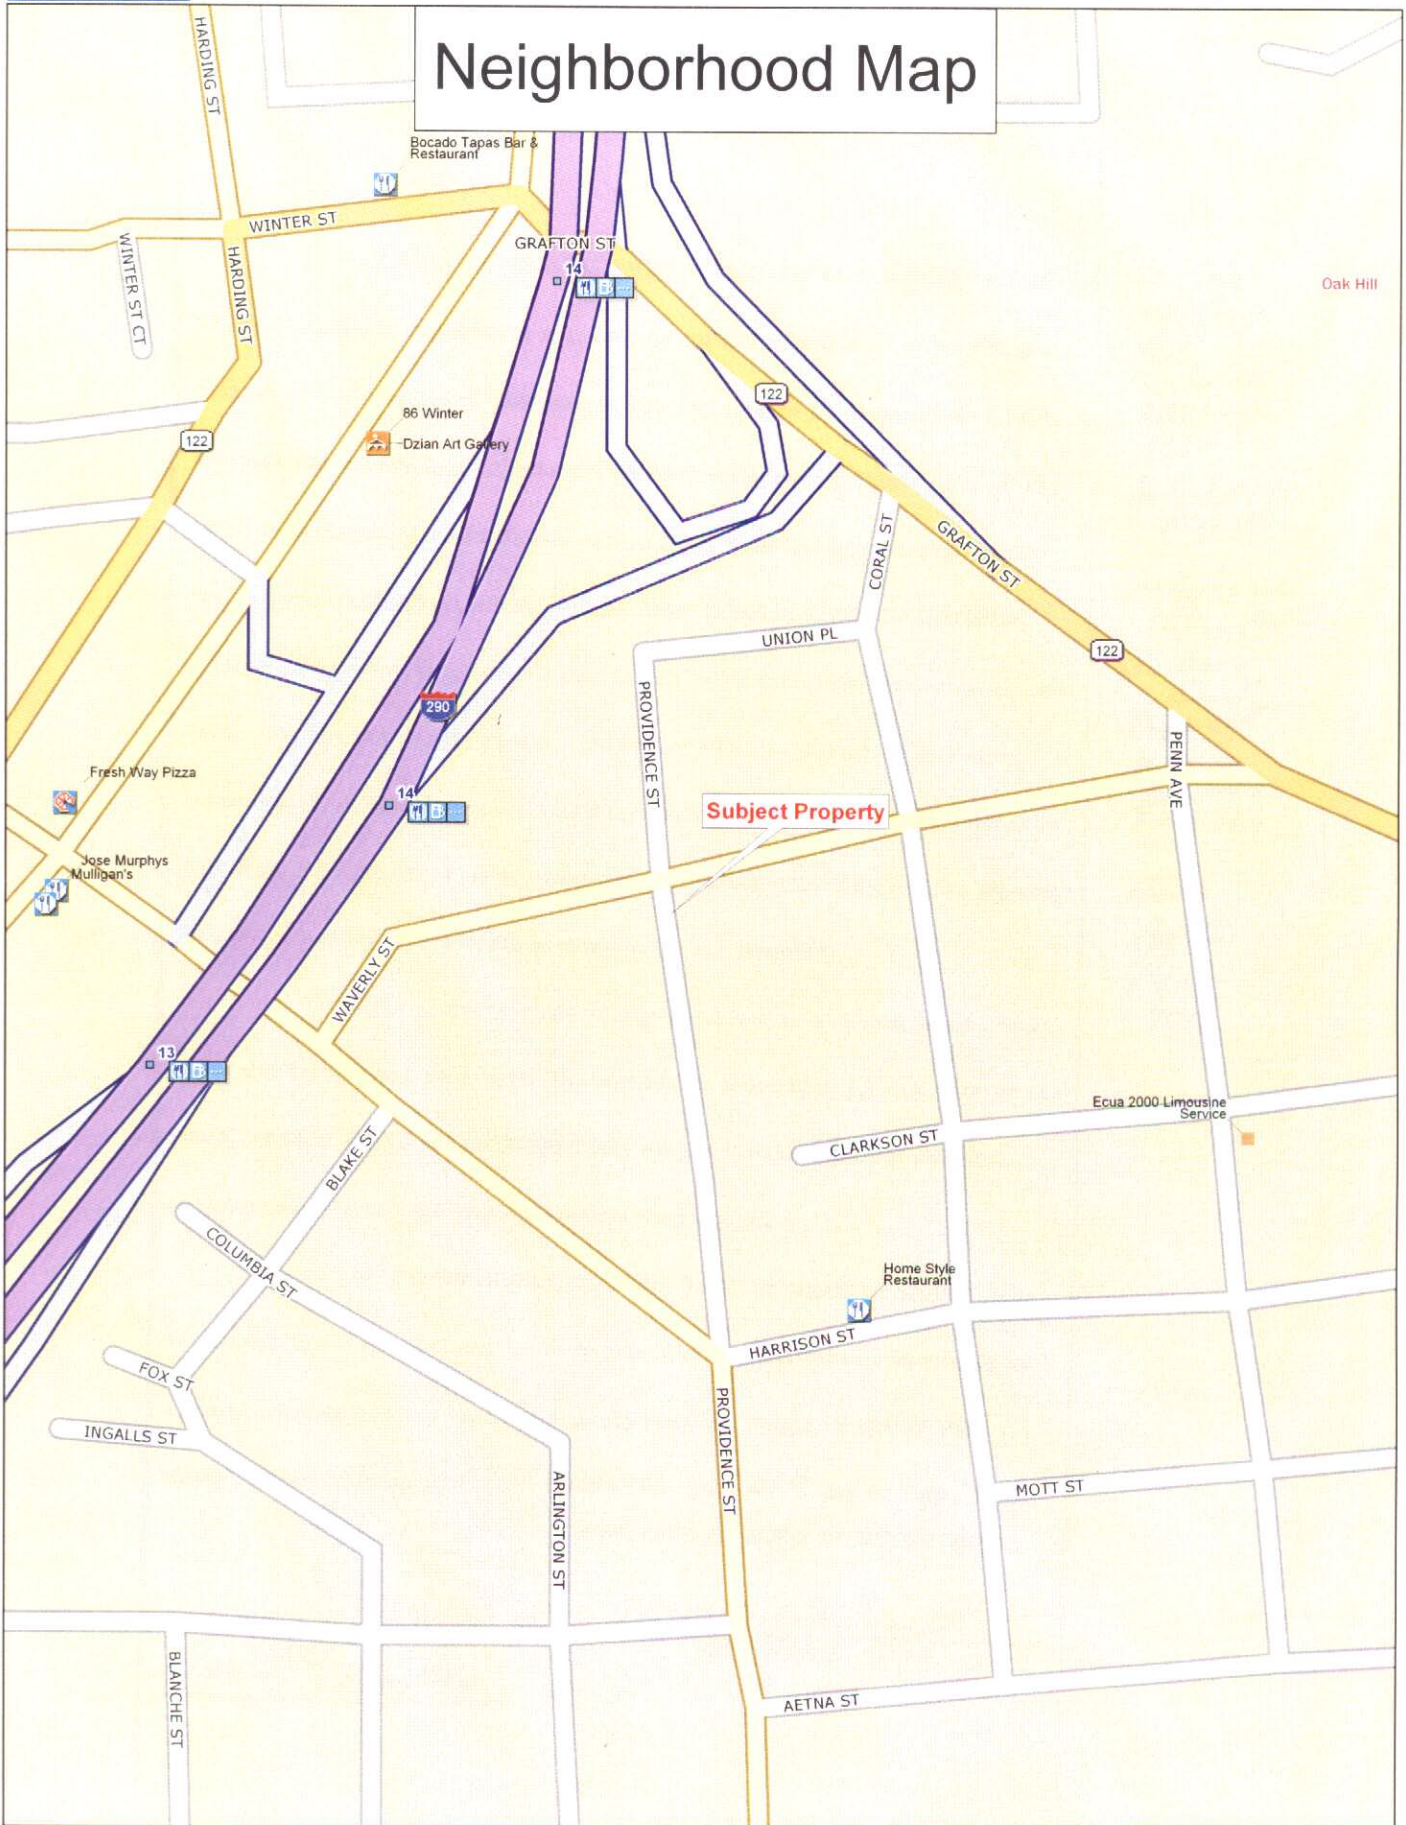 Neighborhood Map
HARDING ST
Bocado Tapas Bar &
Restaurant
WINTER ST
WINTER ST CT
HARDING ST
GRAFTON ST
14
Oak Hill
122
86 Winter
Dzian Art Gallery
122
CORAL ST
GRAFTON ST
UNION PL
122
PROVIDENCE ST
290
PENN AVE
Fresh Way Pizza
14
Subject Property
Jose Murphys
Mulligan's
WAVERLY ST
13
Ecua 2000 Limousine
Service
BLAKE ST
CLARKSON ST
COLUMBIA ST
Home Style
Restaurant
HARRISON ST
FOX ST
INGALLS ST
PROVIDENCE ST
ARLINGTON ST
MOTT ST
BLANCHE ST
AETNA ST